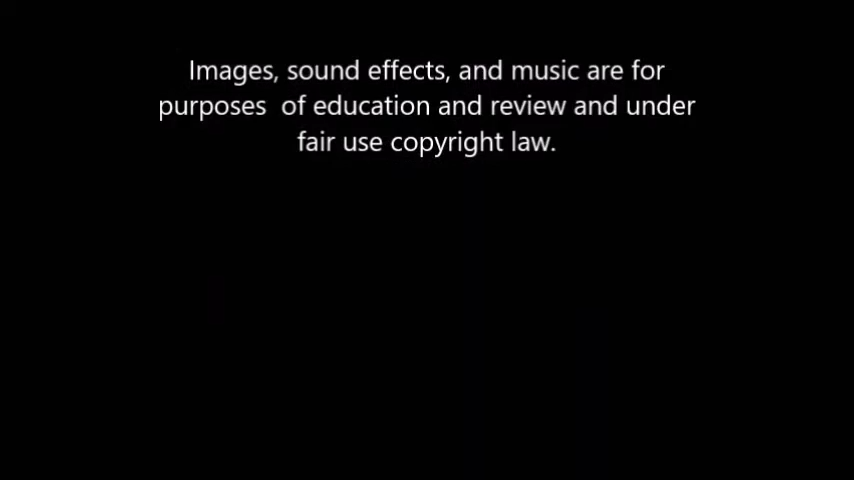 Images, sound effects, and music are for
purposes  of education and review and under
fair use copyright law.